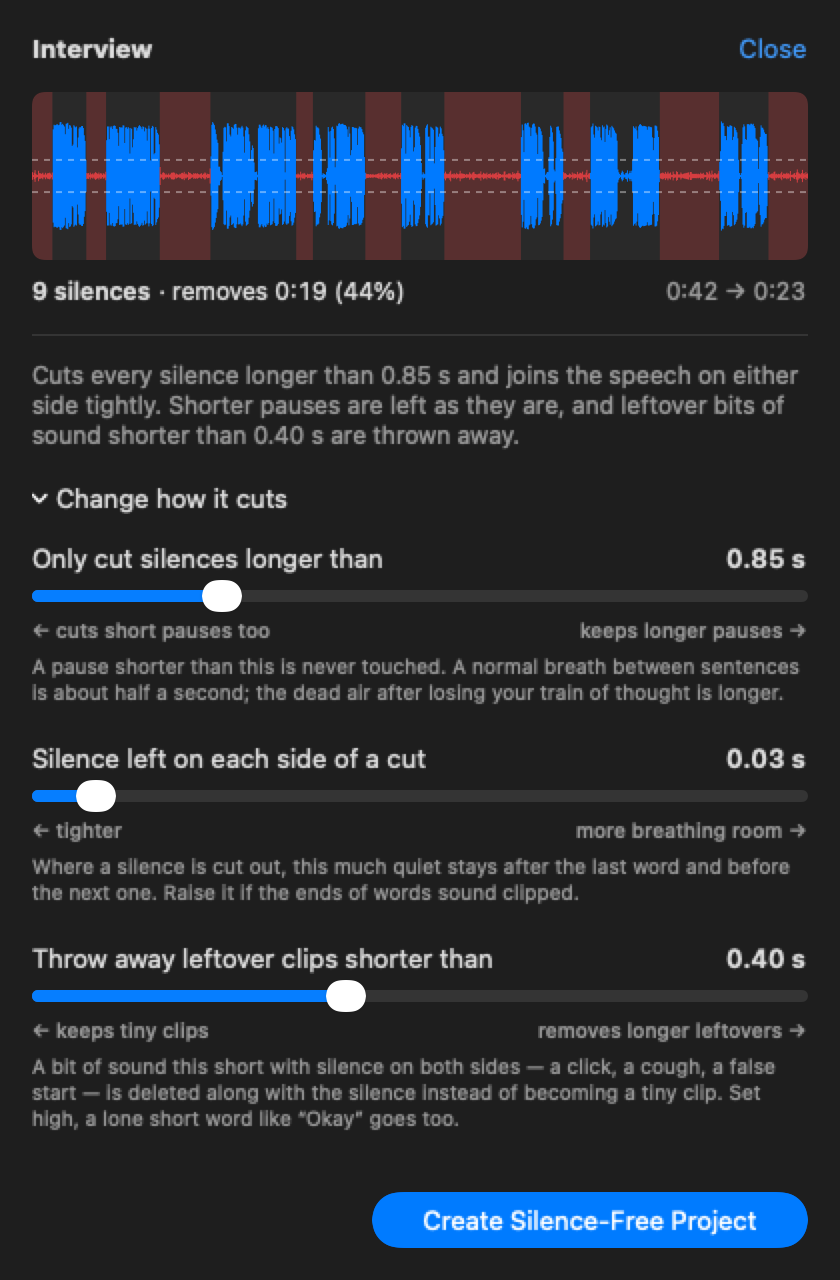 Interview
Close
9 silences · removes 0:19 (44%)
0:42 → 0:23
Cuts every silence longer than 0.85 s and joins the speech on either
side tightly. Shorter pauses are left as they are, and leftover bits of
sound shorter than 0.40 s are thrown away.
Change how it cuts
Only cut silences longer than
0.85 s
← cuts short pauses too
keeps longer pauses →
A pause shorter than this is never touched. A normal breath between sentences
is about half a second; the dead air after losing your train of thought is longer.
Silence left on each side of a cut
0.03 s
← tighter
more breathing room →
Where a silence is cut out, this much quiet stays after the last word and before
the next one. Raise it if the ends of words sound clipped.
Throw away leftover clips shorter than
0.40 s
← keeps tiny clips
removes longer leftovers →
A bit of sound this short with silence on both sides — a click, a cough, a false
start — is deleted along with the silence instead of becoming a tiny clip. Set
high, a lone short word like “Okay” goes too.
Create Silence-Free Project